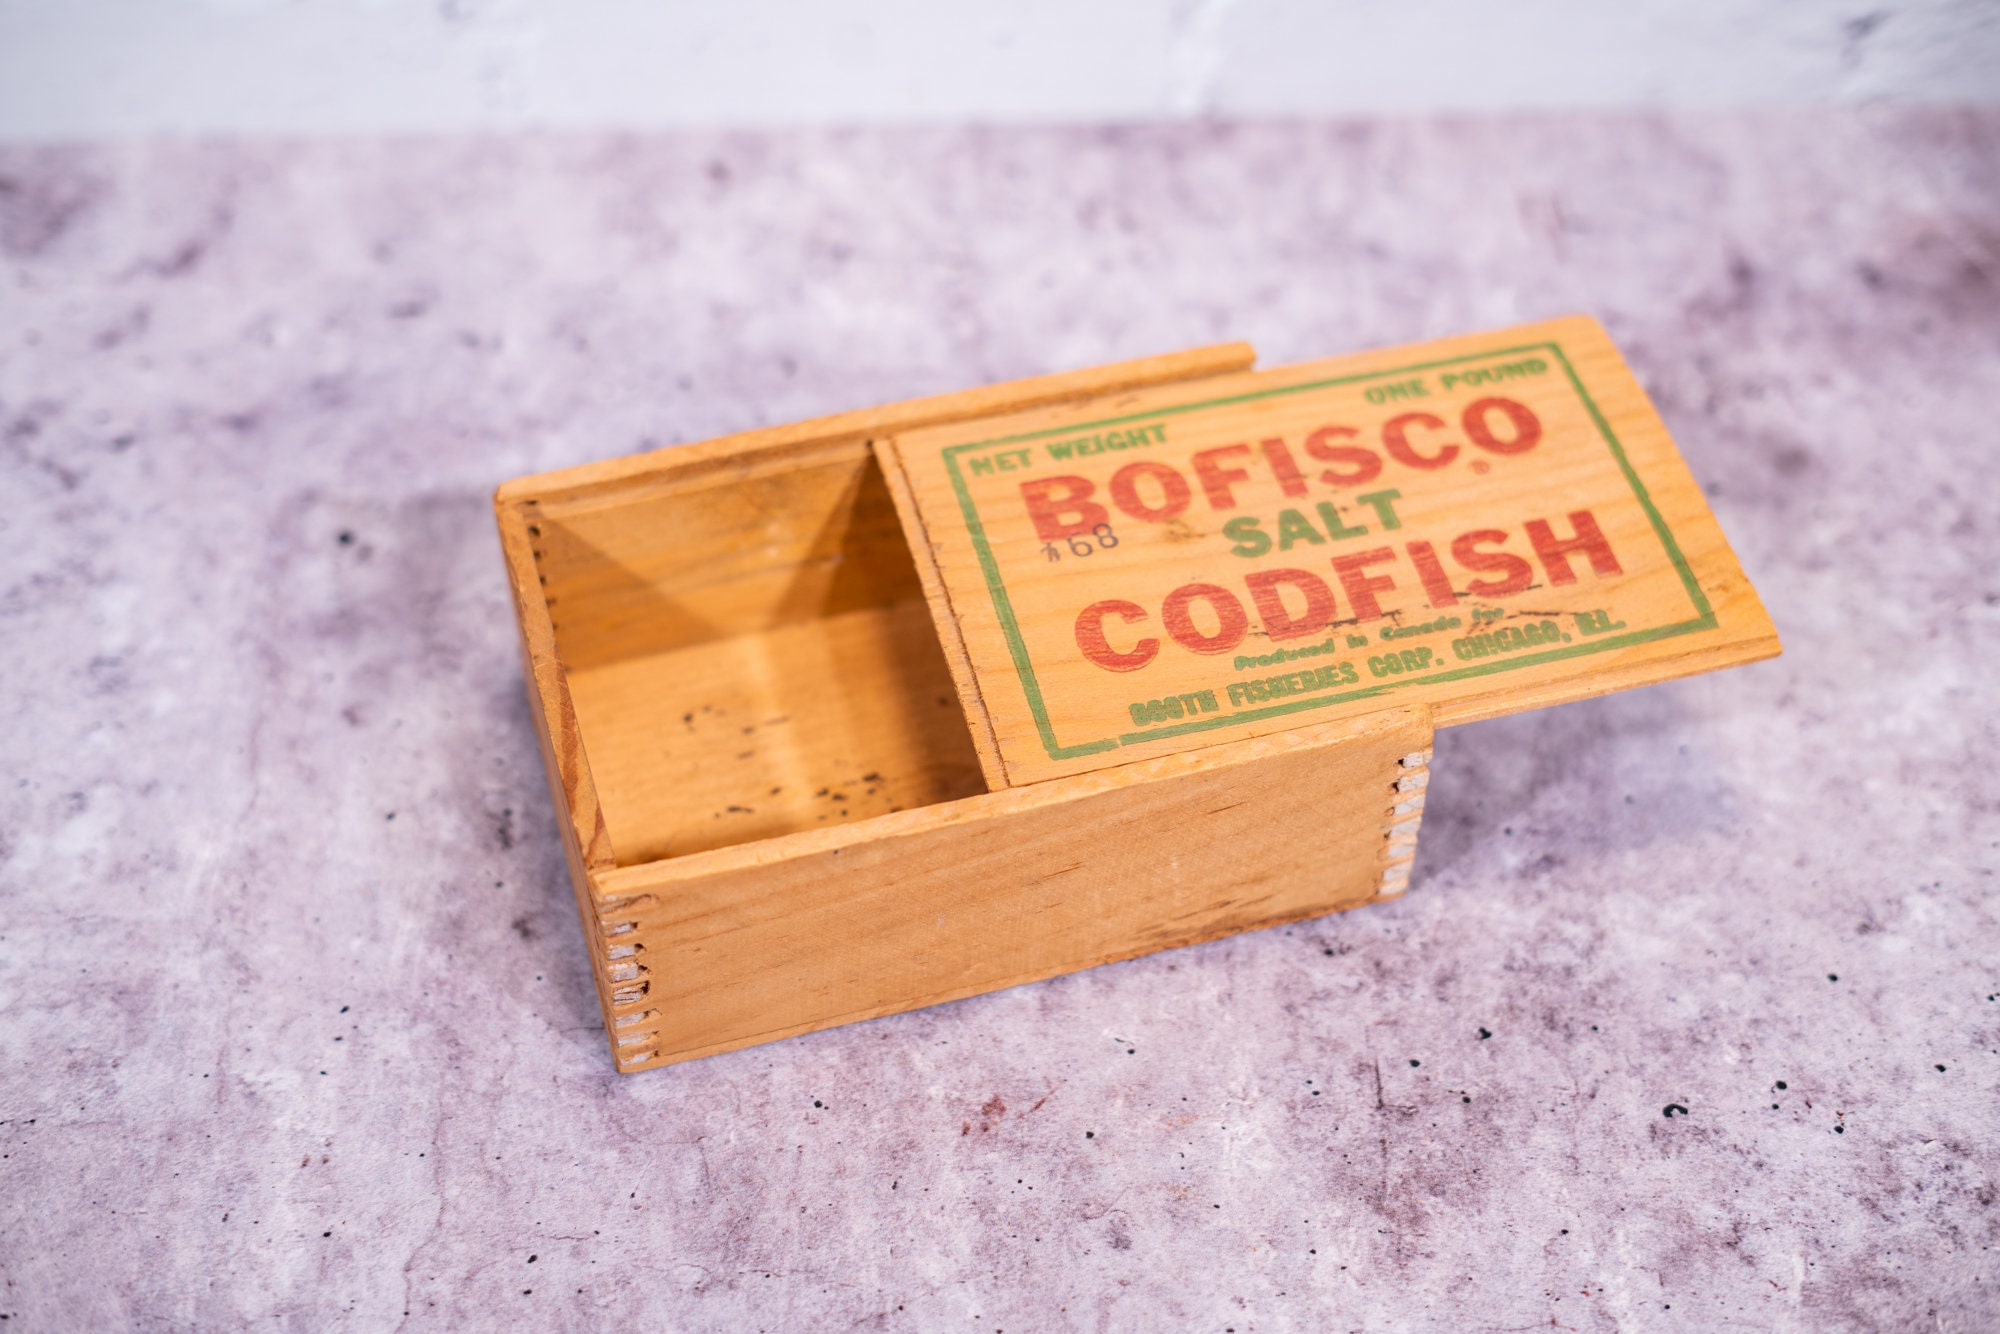 NET WEIGHT ONE POUND
BOFISCO
®
SALT
168
CODFISH
Produced in Canada for
BOOTH FISHERIES CORP. CHICAGO, ILL.